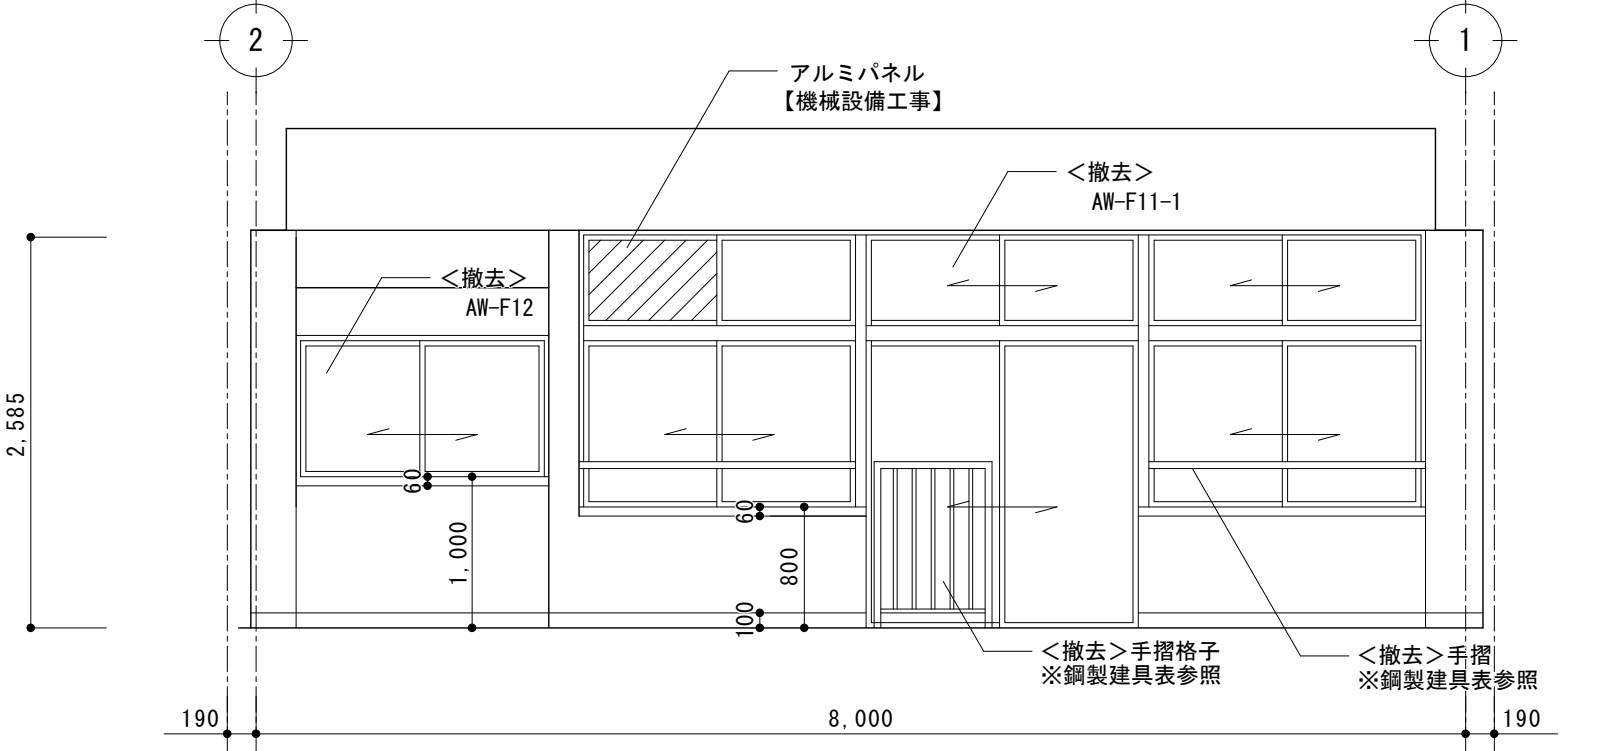 2
1
アルミパネル
【機械設備工事】
＜撤去＞
AW-F11-1
＜撤去＞
AW-F12
2,585
60
1,000
60
800
100
＜撤去＞手摺格子
※鋼製建具表参照
＜撤去＞手摺
※鋼製建具表参照
190
8,000
190